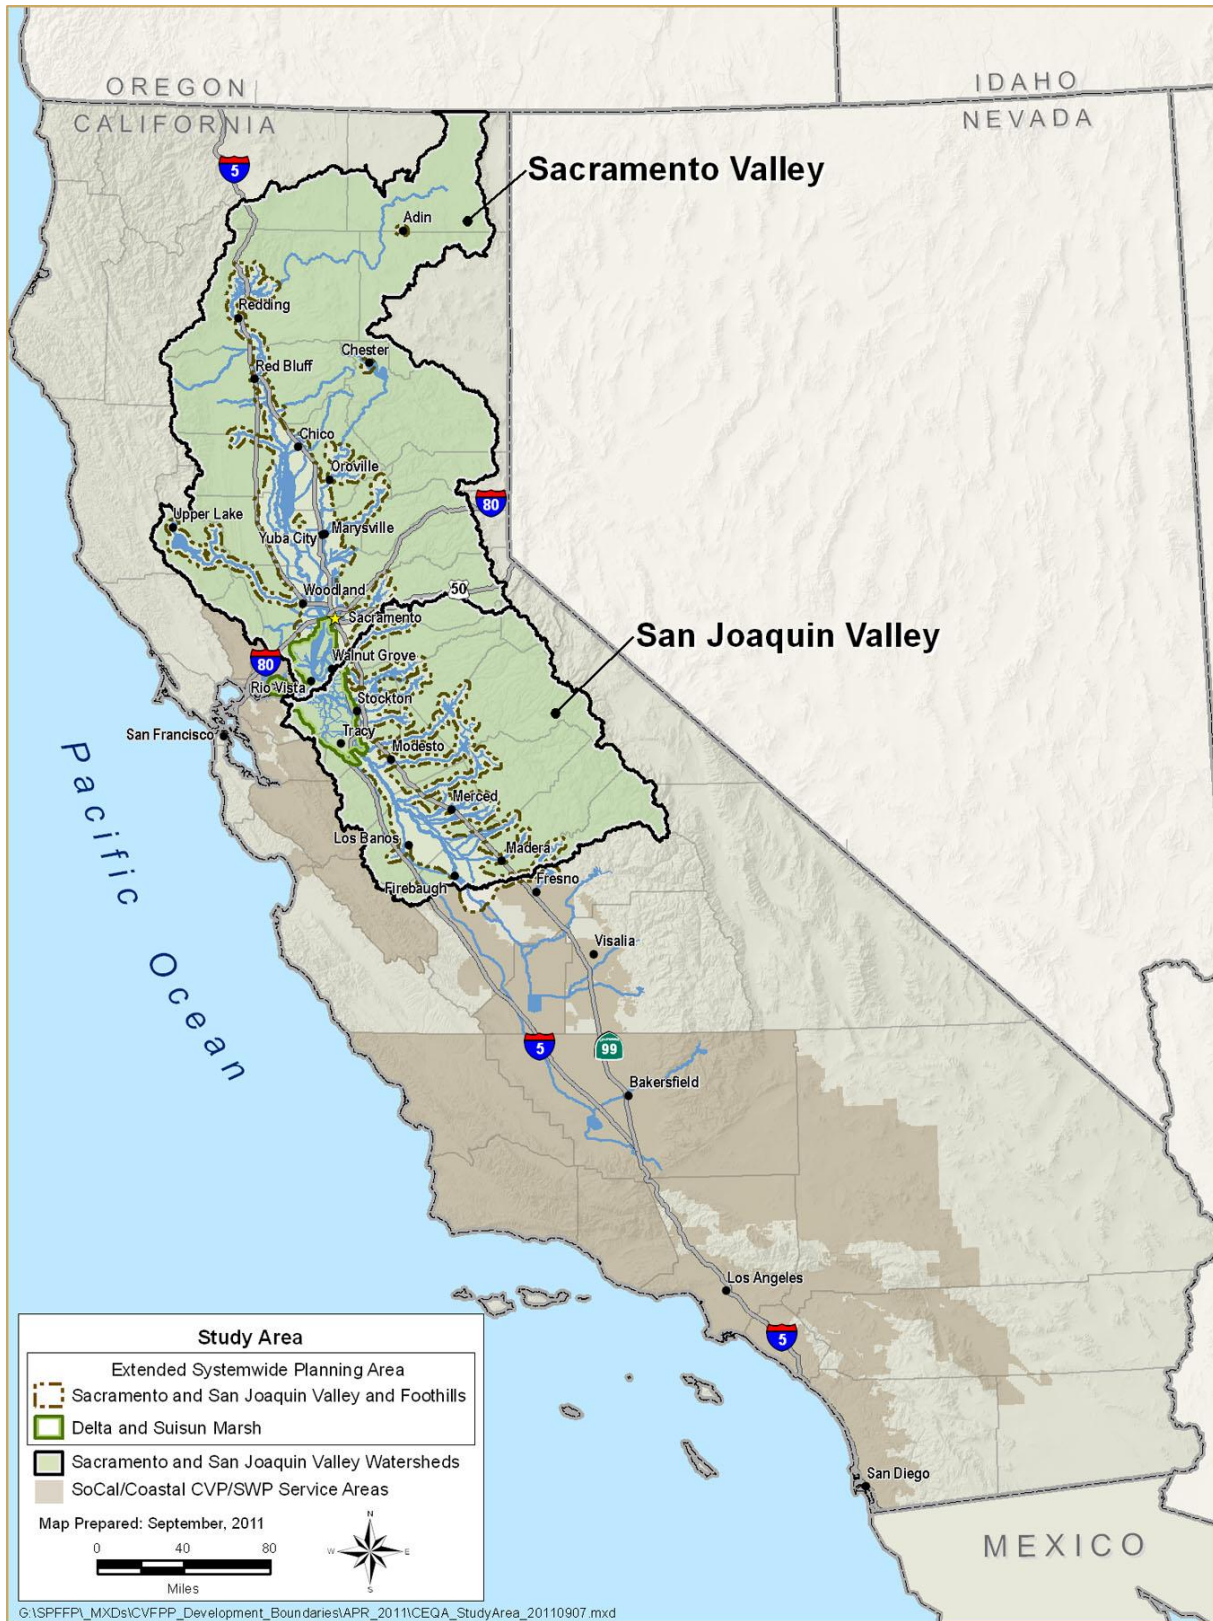 OREGON
CALIFORNIA
IDAHO
NEVADA
5
Sacramento Valley
Adin
Redding
Chester
Red Bluff
Chico
Oroville
80
Upper Lake
Marysville
Yuba City
Woodland
50
Sacramento
San Joaquin Valley
Walnut Grove
80
Rio Vista
Stockton
San Francisco
Tracy
Modesto
Merced
Los Banos
Madera
Firebaugh
Fresno
Pacific Ocean
Visalia
5
CALIFORNIA
99
Bakersfield
Los Angeles
5
San Diego
MEXICO
Study Area
Extended Systemwide Planning Area
Sacramento and San Joaquin Valley and Foothills
Delta and Suisun Marsh
Sacramento and San Joaquin Valley Watersheds
SoCal/Coastal CVP/SWP Service Areas
Map Prepared: September, 2011
N
W E
S
0 40 80
Miles
G:\SPFFP\_MXDs\CVFPP_Development_Boundaries\APR_2011\CEQA_StudyArea_20110907.mxd